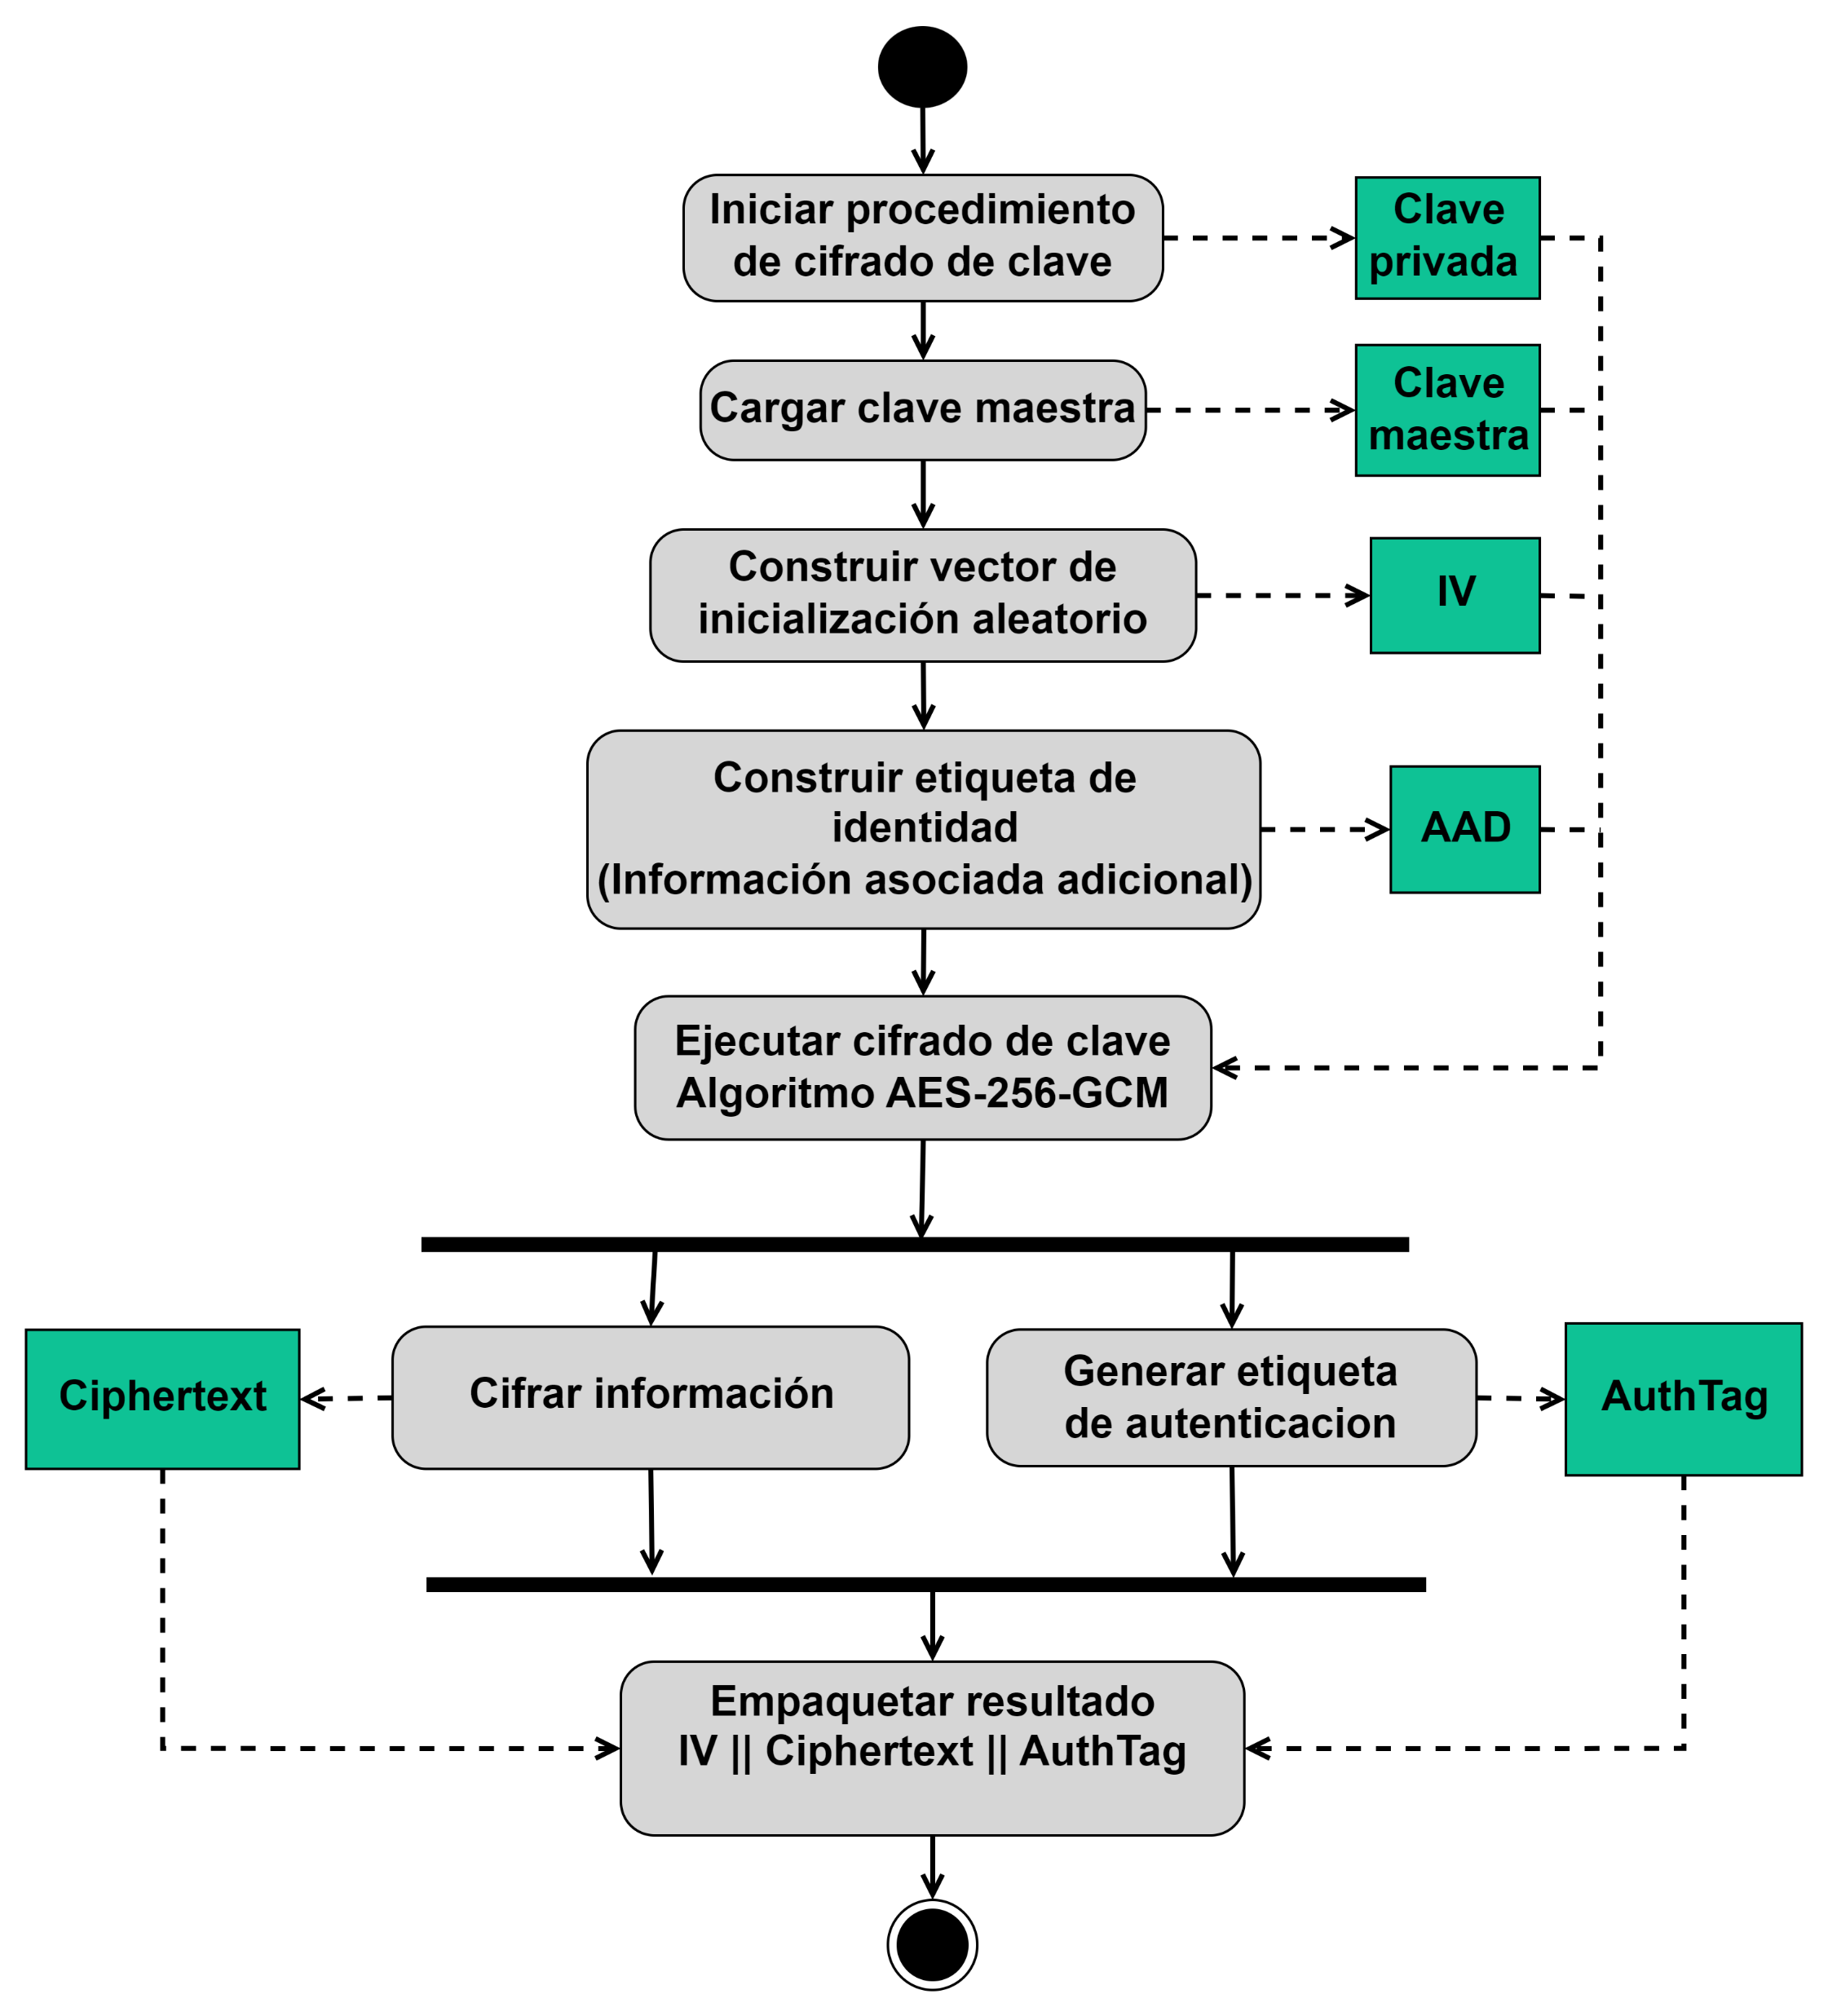 Iniciar procedimiento
de cifrado de clave
Clave
privada
Cargar clave maestra
Clave
maestra
Construir vector de
inicialización aleatorio
IV
Construir etiqueta de
identidad
(Información asociada adicional)
AAD
Ejecutar cifrado de clave
Algoritmo AES-256-GCM
Ciphertext
Cifrar información
Generar etiqueta
de autenticacion
AuthTag
Empaquetar resultado
IV || Ciphertext || AuthTag